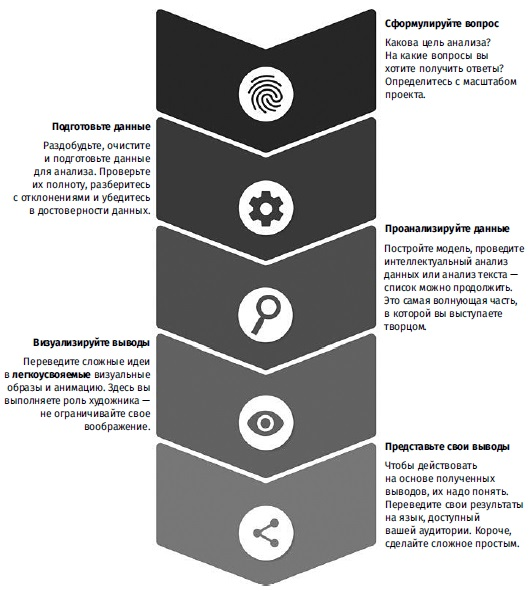 Сформулируйте вопрос
Какова цель анализа?
На какие вопросы вы
хотите получить ответы?
Определитесь с масштабом
проекта.
Подготовьте данные
Раздобудьте, очистите
и подготовьте данные
для анализа. Проверьте
их полноту, разберитесь
с отклонениями и убедитесь
в достоверности данных.
Проанализируйте данные
Постройте модель, проведите
интеллектуальный анализ
данных или анализ текста —
список можно продолжить.
Это самая волнующая часть,
в которой вы выступаете
творцом.
Визуализируйте выводы
Переведите сложные идеи
в легкоусвояемые визуальные
образы и анимацию. Здесь вы
выполняете роль художника —
не ограничивайте свое
воображение.
Представьте свои выводы
Чтобы действовать
на основе полученных
выводов, их надо понять.
Переведите свои результаты
на язык, доступный
вашей аудитории. Короче,
сделайте сложное простым.